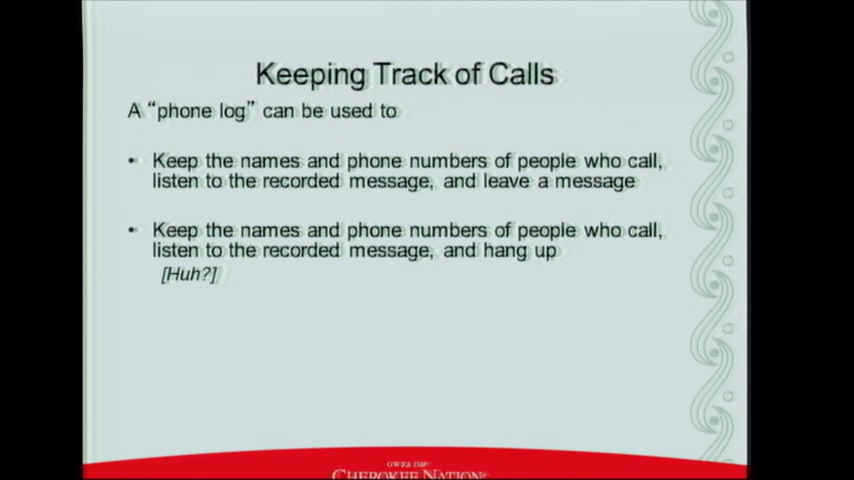 Keeping Track of Calls
A “phone log” can be used to
• Keep the names and phone numbers of people who call,
listen to the recorded message, and leave a message
• Keep the names and phone numbers of people who call,
listen to the recorded message, and hang up
[Huh?]
CHEROKEE NATION